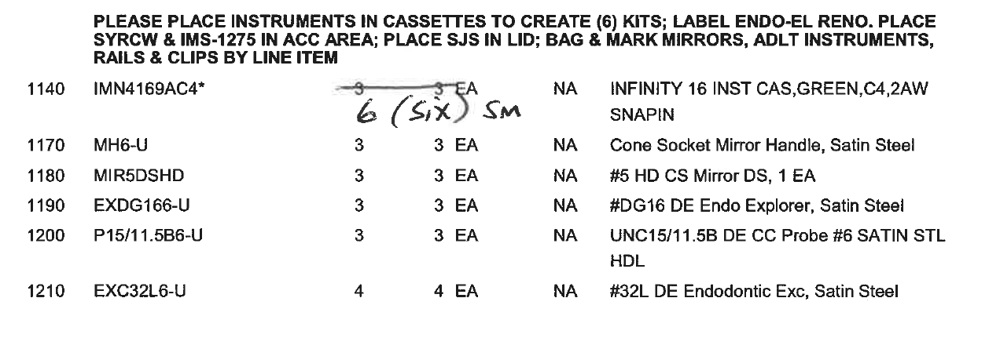 PLEASE PLACE INSTRUMENTS IN CASSETTES TO CREATE (6) KITS; LABEL ENDO-EL RENO. PLACE
SYRCW & IMS-1275 IN ACC AREA; PLACE SJS IN LID; BAG & MARK MIRRORS, ADLT INSTRUMENTS,
RAILS & CLIPS BY LINE ITEM
1140 IMN4169AC4* 3 3 EA NA INFINITY 16 INST CAS,GREEN,C4,2AW
6 (Six) SM SNAPIN
1170 MH6-U 3 3 EA NA Cone Socket Mirror Handle, Satin Steel
1180 MIR5DSHD 3 3 EA NA #5 HD CS Mirror DS, 1 EA
1190 EXDG166-U 3 3 EA NA #DG16 DE Endo Explorer, Satin Steel
1200 P15/11.5B6-U 3 3 EA NA UNC15/11.5B DE CC Probe #6 SATIN STL
HDL
1210 EXC32L6-U 4 4 EA NA #32L DE Endodontic Exc, Satin Steel